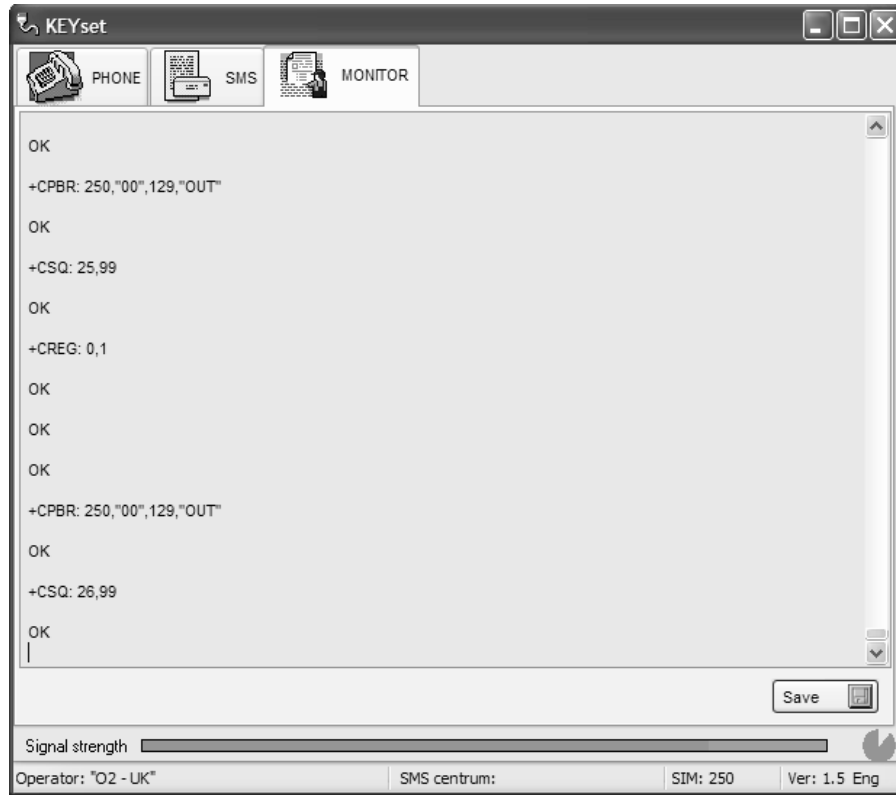 KEYset
PHONE SMS MONITOR
OK
+CPBR: 250,"00",129,"OUT"
OK
+CSQ: 25,99
OK
+CREG: 0,1
OK
OK
OK
+CPBR: 250,"00",129,"OUT"
OK
+CSQ: 26,99
OK
Save
Signal strength
Operator: "O2 - UK" SMS centrum: SIM: 250 Ver: 1.5 Eng